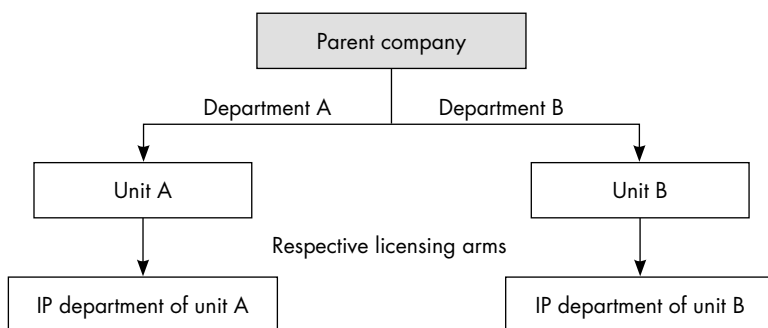 Parent company
Department A
Department B
Unit A
Unit B
Respective licensing arms
IP department of unit A
IP department of unit B